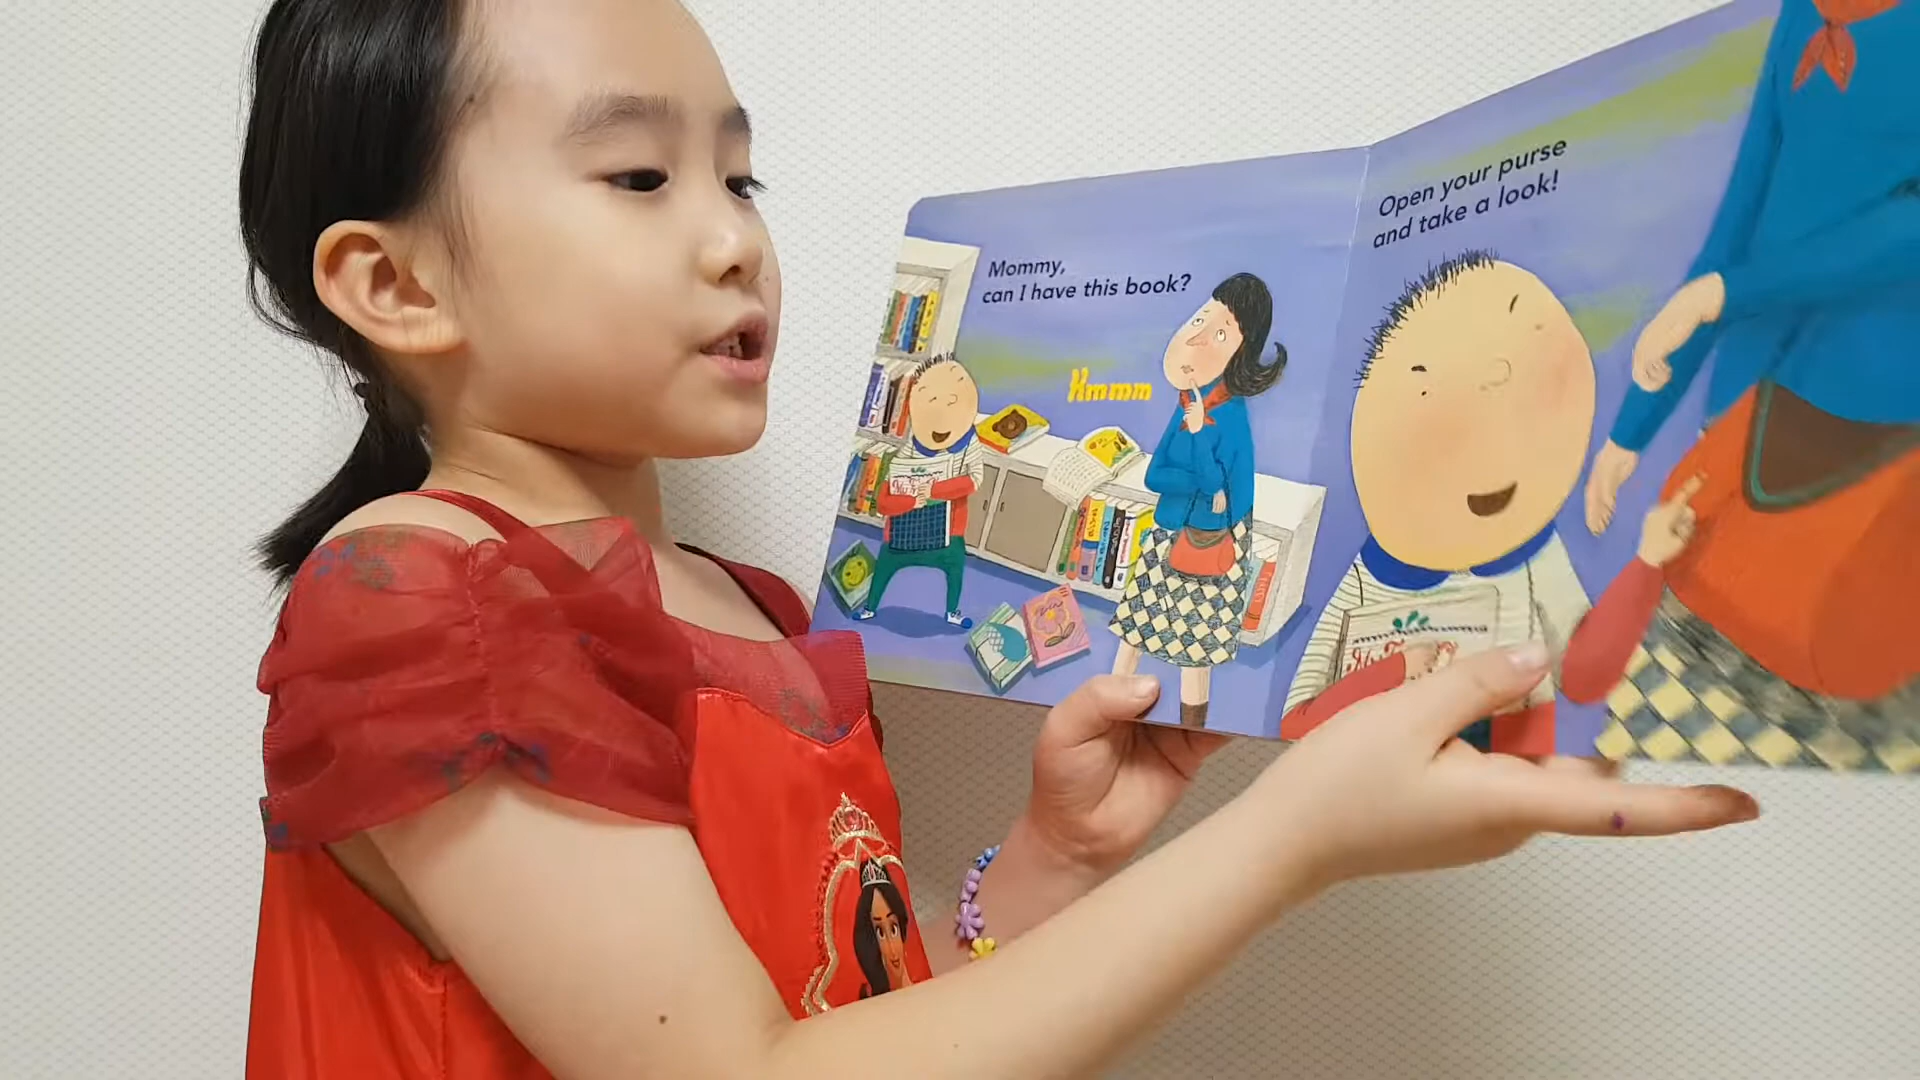 Mommy,
can I have this book?
Hmmm
Open your purse
and take a look!